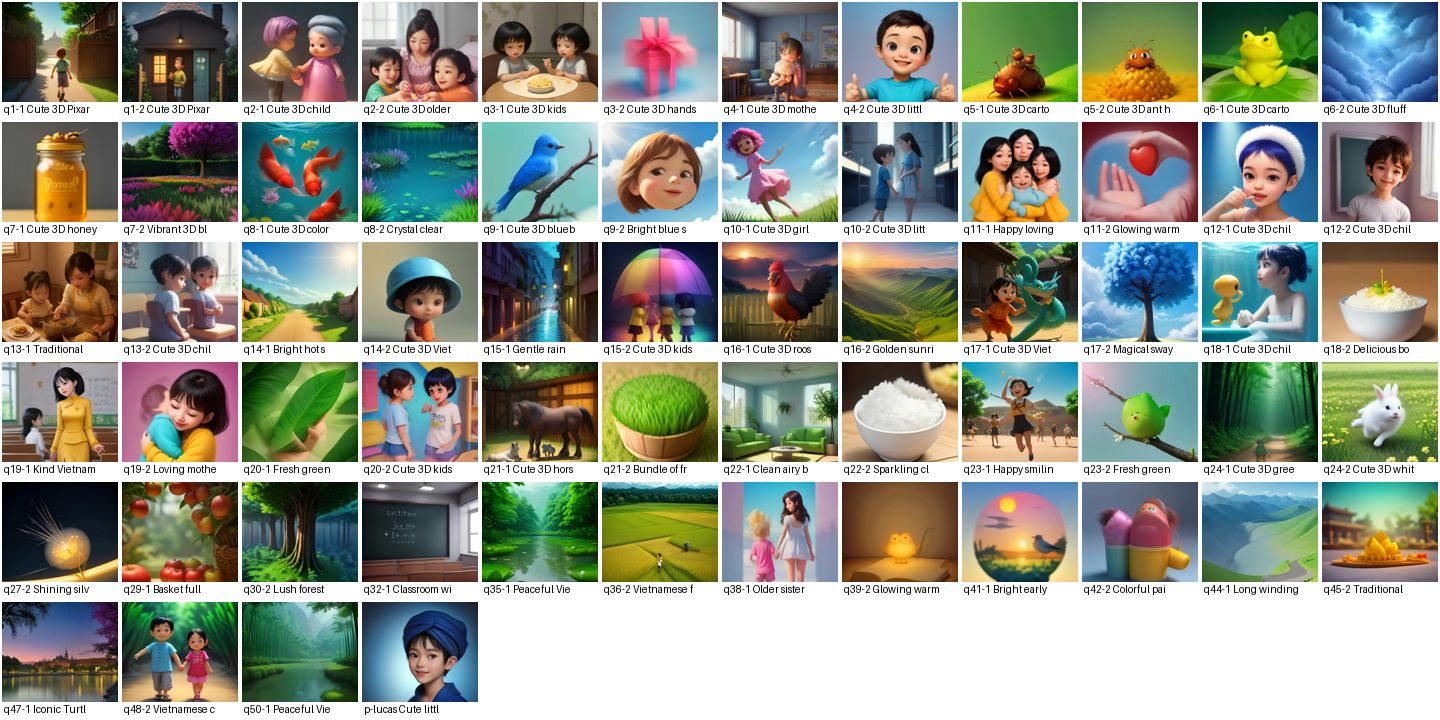 q1-1 Cute 3D Pixar
q1-2 Cute 3D Pixar
q2-1 Cute 3D child
q2-2 Cute 3D older
q3-1 Cute 3D kids
q3-2 Cute 3D hands
q4-1 Cute 3D mothe
q4-2 Cute 3D littl
q5-1 Cute 3D carto
q5-2 Cute 3D ant h
q6-1 Cute 3D carto
q6-2 Cute 3D fluff
q7-1 Cute 3D honey
q7-2 Vibrant 3D bl
q8-1 Cute 3D color
q8-2 Crystal clear
q9-1 Cute 3D blueb
q9-2 Bright blue s
q10-1 Cute 3D girl
q10-2 Cute 3D litt
q11-1 Happy loving
q11-2 Glowing warm
q12-1 Cute 3D chil
q12-2 Cute 3D chil
q13-1 Traditional
q13-2 Cute 3D chil
q14-1 Bright hot s
q14-2 Cute 3D Viet
q15-1 Gentle rain
q15-2 Cute 3D kids
q16-1 Cute 3D roos
q16-2 Golden sunri
q17-1 Cute 3D Viet
q17-2 Magical sway
q18-1 Cute 3D chil
q18-2 Delicious bo
q19-1 Kind Vietnam
q19-2 Loving mothe
q20-1 Fresh green
q20-2 Cute 3D kids
q21-1 Cute 3D hors
q21-2 Bundle of fr
q22-1 Clean airy b
q22-2 Sparkling cl
q23-1 Happy smilin
q23-2 Fresh green
q24-1 Cute 3D gree
q24-2 Cute 3D whit
q27-2 Shining silv
q29-1 Basket full
q30-2 Lush forest
q32-1 Classroom wi
q35-1 Peaceful Vie
q36-2 Vietnamese f
q38-1 Older sister
q39-2 Glowing warm
q41-1 Bright early
q42-2 Colorful pai
q44-1 Long winding
q45-2 Traditional
q47-1 Iconic Turtl
q48-2 Vietnamese c
q50-1 Peaceful Vie
p-lucas Cute littl